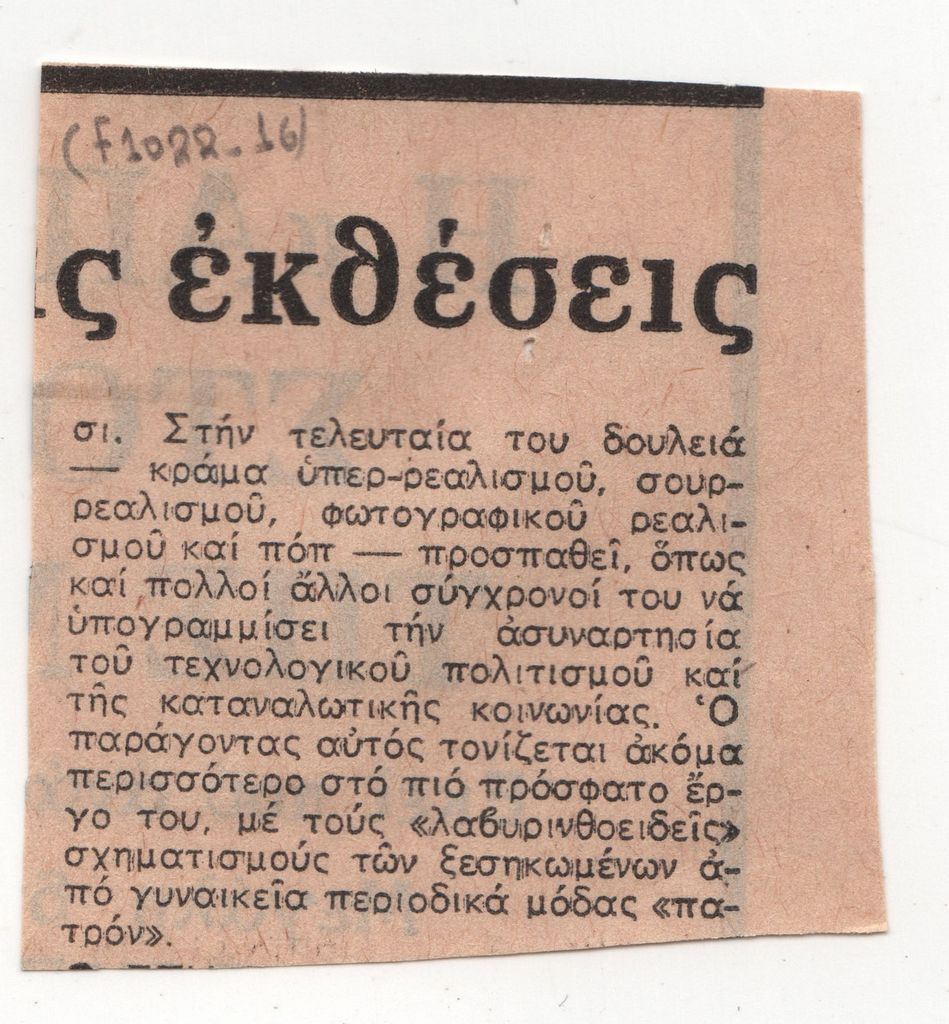 (F1022-16)
ς ἐκθέσεις
σι. Στήν τελευταία του δουλειά
— κράμα ὑπερ-ρεαλισμοῦ, σουρ-
ρεαλισμοῦ, φωτογραφικοῦ ρεαλι-
σμοῦ καί πόπ — προσπαθεῖ, ὅπως
καί πολλοί ἄλλοι σύγχρονοί του νά
ὑπογραμμίσει τήν ἀσυναρτησία
τοῦ τεχνολογικοῦ πολιτισμοῦ καί
τῆς καταναλωτικῆς κοινωνίας. Ὁ
παράγοντας αὐτός τονίζεται ἀκόμα
περισσότερο στό πιό πρόσφατο ἔρ-
γο του, μέ τούς «λαβυρινθοειδεῖς»
σχηματισμούς τῶν ξεσηκωμένων ἀ-
πό γυναικεῖα περιοδικά μόδας «πα-
τρόν».